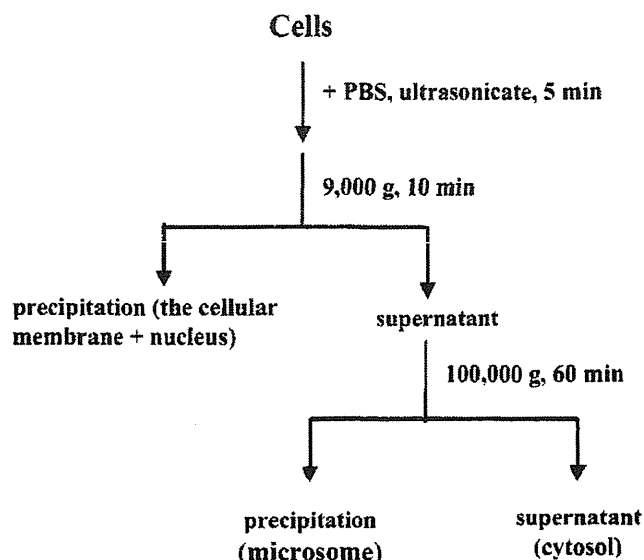 Cells
+ PBS, ultrasonicate, 5 min
9,000 g, 10 min
precipitation (the cellular
membrane + nucleus)
supernatant
100,000 g, 60 min
precipitation
(microsome)
supernatant
(cytosol)